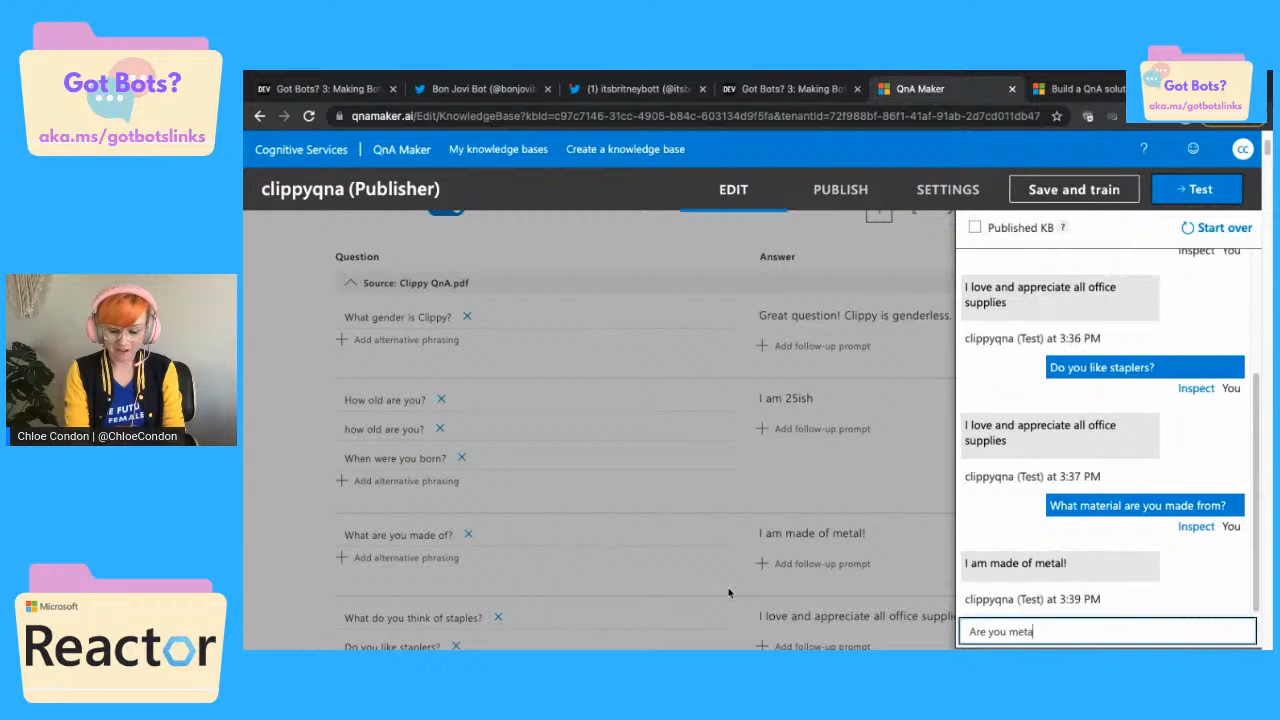 Got Bots?
aka.ms/gotbotslinks
Got Bots?
aka.ms/gotbotslinks
Got Bots? 3: Making Bo
Bon Jovi Bot (@bonjovib
(1) itsbritneybott (@itsb
Got Bots? 3: Making Bo
QnA Maker
Build a QnA solut
qnamaker.ai/Edit/KnowledgeBase?kbId=c97c7146-31cc-4905-b84c-603134d9f5fa&tenantId=72f988bf-86f1-41af-91ab-2d7cd011db47
Cognitive Services
QnA Maker
My knowledge bases
Create a knowledge base
?
CC
clippyqna (Publisher)
EDIT
PUBLISH
SETTINGS
Save and train
Test
Question
Answer
Source: Clippy QnA.pdf
What gender is Clippy?
Great question! Clippy is genderless.
Add alternative phrasing
Add follow-up prompt
How old are you?
I am 25ish
how old are you?
Add follow-up prompt
When were you born?
Add alternative phrasing
What are you made of?
I am made of metal!
Add alternative phrasing
Add follow-up prompt
What do you think of staples?
I love and appreciate all office supplie
Do you like staplers?
Add follow-up prompt
Published KB ?
Start over
Inspect You
I love and appreciate all office
supplies
clippyqna (Test) at 3:36 PM
Do you like staplers?
Inspect You
I love and appreciate all office
supplies
clippyqna (Test) at 3:37 PM
What material are you made from?
Inspect You
I am made of metal!
clippyqna (Test) at 3:39 PM
Are you meta
E FUTU
FEMALE
Chloe Condon | @ChloeCondon
Microsoft
Reactor